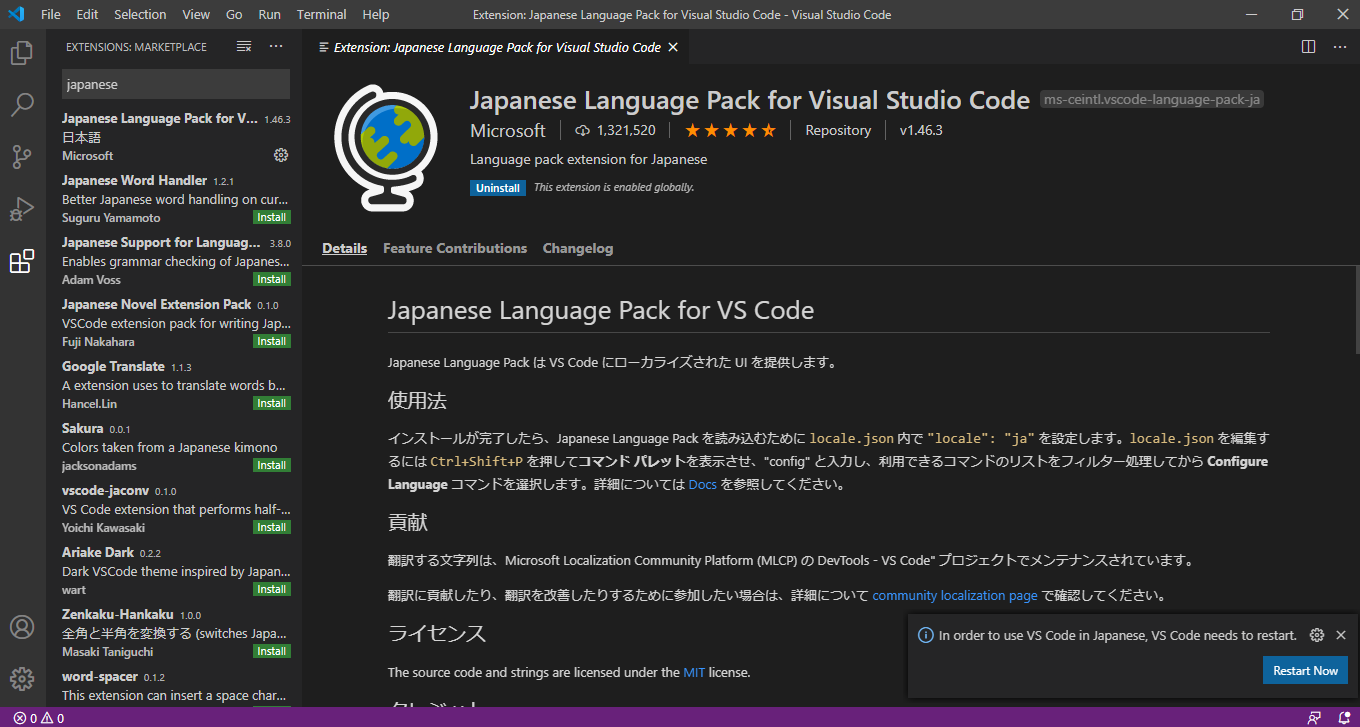 File Edit Selection View Go Run Terminal Help
Extension: Japanese Language Pack for Visual Studio Code - Visual Studio Code
EXTENSIONS: MARKETPLACE
japanese
Japanese Language Pack for V... 1.46.3
日本語
Microsoft
Japanese Word Handler 1.2.1
Better Japanese word handling on cur...
Suguru Yamamoto Install
Japanese Support for Languag... 3.8.0
Enables grammar checking of Japanes...
Adam Voss Install
Japanese Novel Extension Pack 0.1.0
VSCode extension pack for writing Jap...
Fuji Nakahara Install
Google Translate 1.1.3
A extension uses to translate words b...
Hancel.Lin Install
Sakura 0.0.1
Colors taken from a Japanese kimono
jacksonadams Install
vscode-jaconv 0.1.0
VS Code extension that performs half-...
Yoichi Kawasaki Install
Ariake Dark 0.2.2
Dark VSCode theme inspired by Japan...
wart Install
Zenkaku-Hankaku 1.0.0
全角と半角を変換する (switches Japa...
Masaki Taniguchi Install
word-spacer 0.1.2
This extension can insert a space char...
Extension: Japanese Language Pack for Visual Studio Code
Japanese Language Pack for Visual Studio Code ms-ceintl.vscode-language-pack-ja
Microsoft 1,321,520 Repository v1.46.3
Language pack extension for Japanese
Uninstall This extension is enabled globally.
Details Feature Contributions Changelog
Japanese Language Pack for VS Code
Japanese Language Pack は VS Code にローカライズされた UI を提供します。
使用法
インストールが完了したら、Japanese Language Pack を読み込むために locale.json 内で "locale": "ja" を設定します。locale.json を編集す
るには Ctrl+Shift+P を押してコマンド パレットを表示させ、"config" と入力し、利用できるコマンドのリストをフィルター処理してから Configure
Language コマンドを選択します。詳細については Docs を参照してください。
貢献
翻訳する文字列は、Microsoft Localization Community Platform (MLCP) の DevTools - VS Code" プロジェクトでメンテナンスされています。
翻訳に貢献したり、翻訳を改善したりするために参加したい場合は、詳細について community localization page で確認してください。
ライセンス
The source code and strings are licensed under the MIT license.
クレジット
In order to use VS Code in Japanese, VS Code needs to restart.
Restart Now
0 0